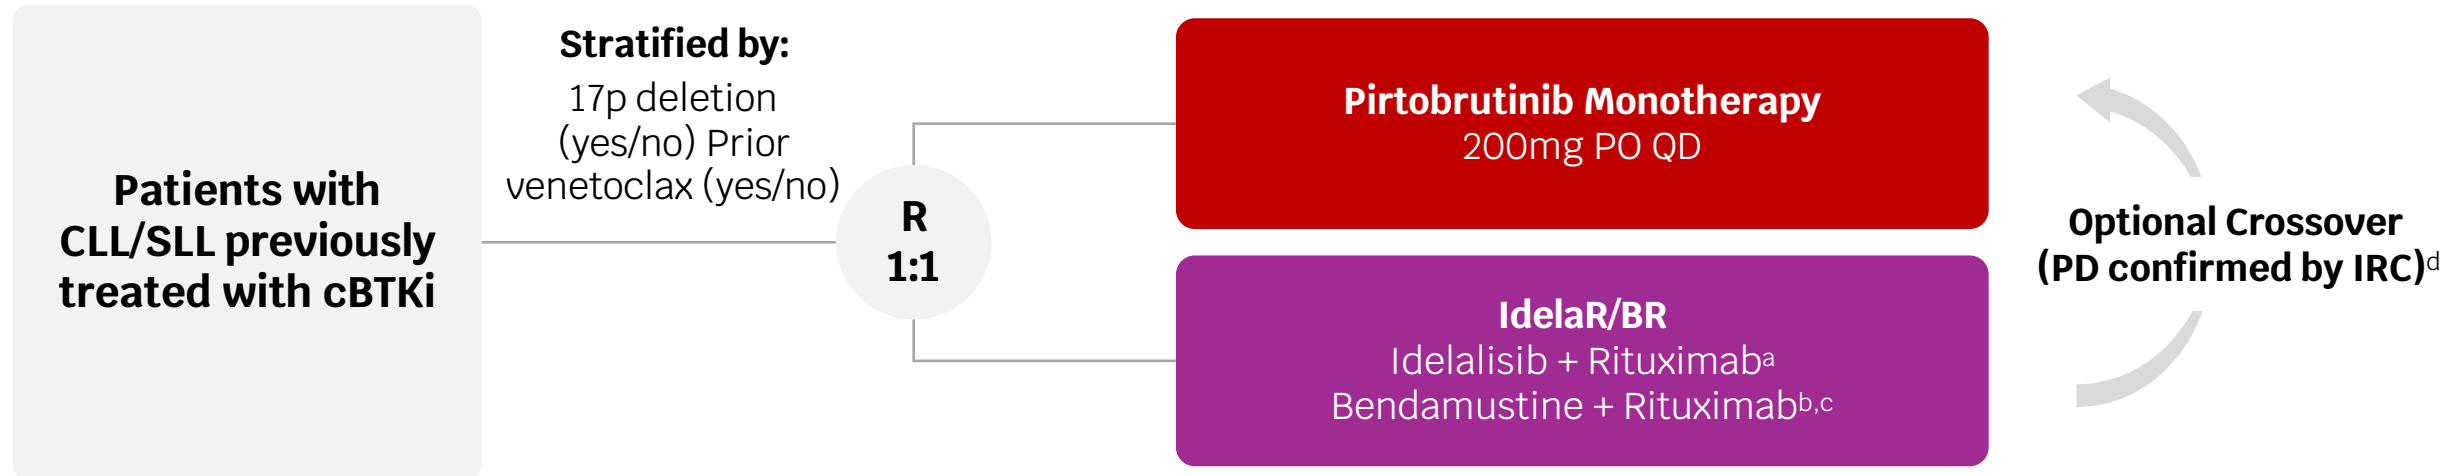 Patients with
CLL/SLL previously
treated with cBTKi
Stratified by:
17p deletion
(yes/no) Prior
venetoclax (yes/no)
R
1:1
Pirtobrutinib Monotherapy
200mg PO QD
IdelaR/BR
Idelalisib + Rituximabᵃ
Bendamustine + Rituximabᵇ,ᶜ
Optional Crossover
(PD confirmed by IRC)ᵈ